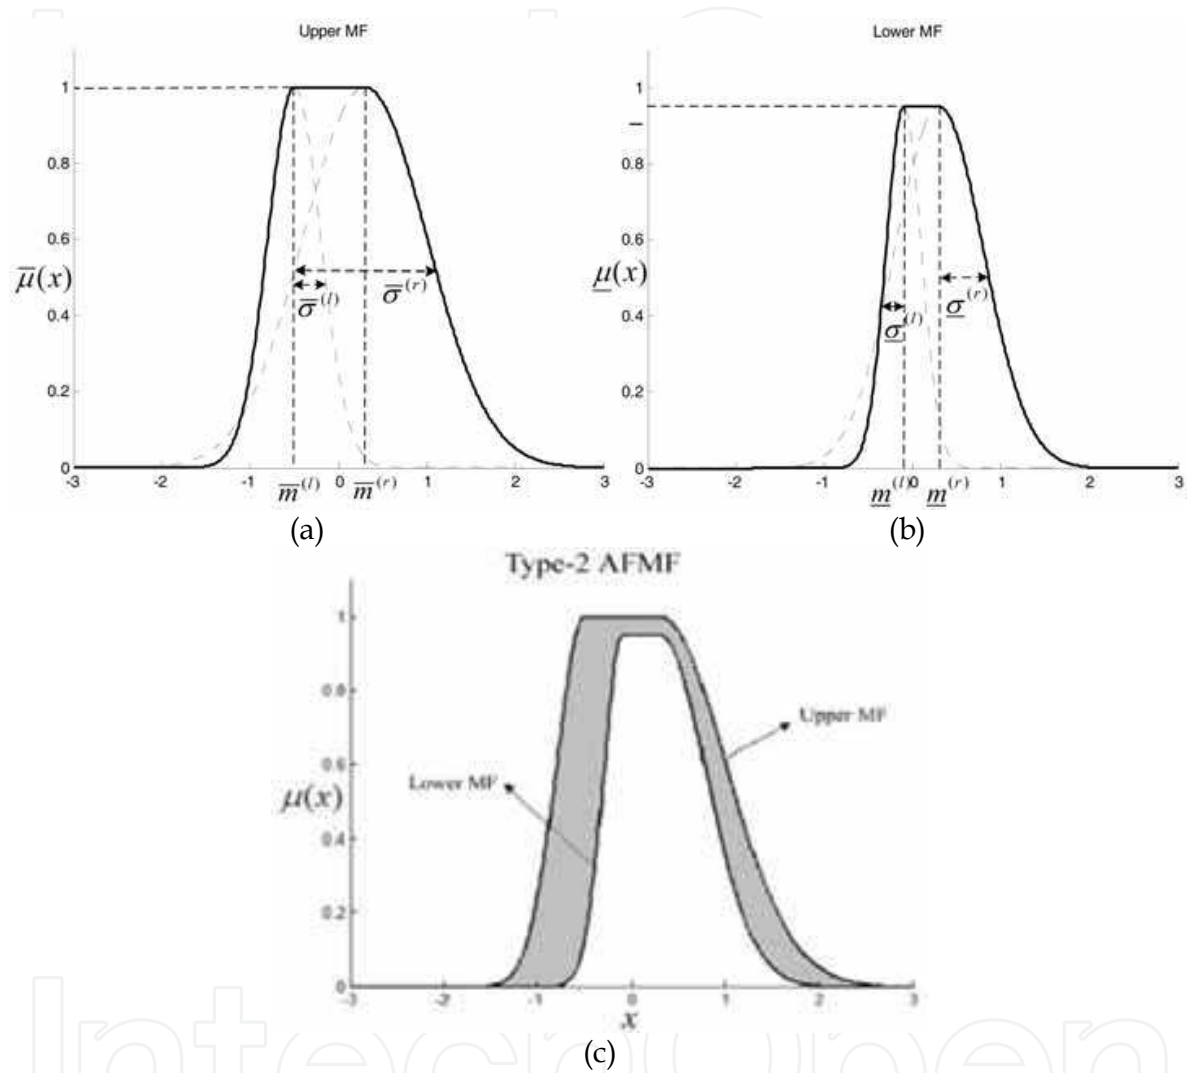 Upper MF
1
0.8
0.6
0.4
0.2
0
-3 -2 -1 0 1 2 3
μ̅(x)
σ̅⁽ˡ⁾
σ̅⁽ʳ⁾
m̅⁽ˡ⁾ m̅⁽ʳ⁾
(a)
Lower MF
1
0.8
0.6
0.4
0.2
0
-3 -2 -1 0 1 2 3
μ̲(x)
σ̲⁽ˡ⁾
σ̲⁽ʳ⁾
m̲⁽ˡ⁾ m̲⁽ʳ⁾
(b)
Type-2 AFMF
1
0.8
0.6
0.4
0.2
0
-3 -2 -1 0 1 2 3
μ(x)
Lower MF
Upper MF
x
(c)
IntechOpen